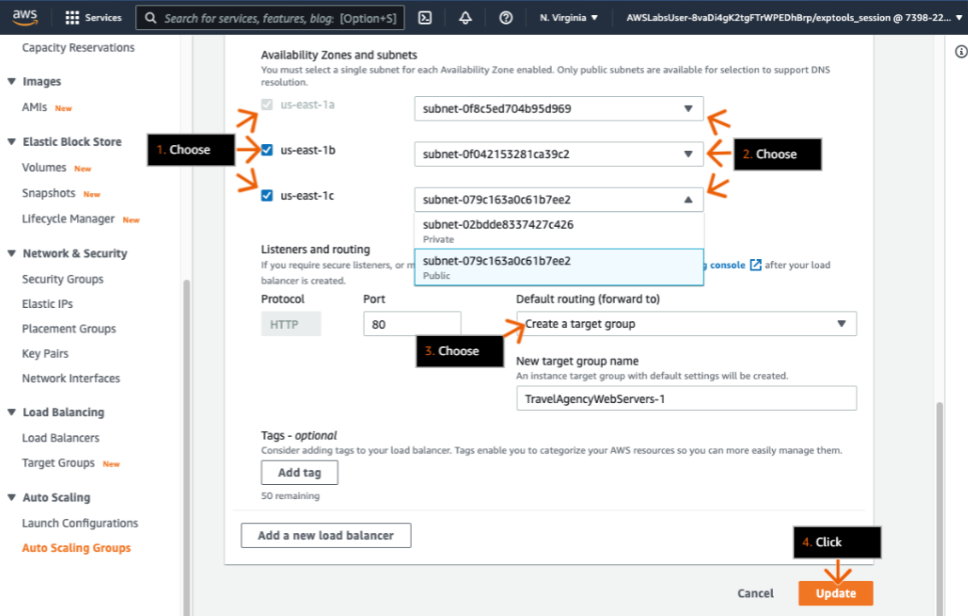 aws
Services
Search for services, features, blogs [Option+S]
N. Virginia
AWSLabsUser-8vaDi4gK2tgFTrWPEDhBrp/exptools_session @ 7398-22...
Capacity Reservations
Images
AMIs New
Elastic Block Store
Volumes New
Snapshots New
Lifecycle Manager New
Network & Security
Security Groups
Elastic IPs
Placement Groups
Key Pairs
Network Interfaces
Load Balancing
Load Balancers
Target Groups New
Auto Scaling
Launch Configurations
Auto Scaling Groups
Availability Zones and subnets
You must select a single subnet for each Availability Zone enabled. Only public subnets are available for selection to support DNS
resolution.
us-east-1a
subnet-0f8c5ed704b95d969
1. Choose
us-east-1b
subnet-0f042153281ca39c2
2. Choose
us-east-1c
subnet-079c163a0c61b7ee2
subnet-02bdde8337427c426
Private
subnet-079c163a0c61b7ee2
Public
Listeners and routing
If you require secure listeners, or m
g console after your load
balancer is created.
Protocol
Port
Default routing (forward to)
HTTP
80
Create a target group
3. Choose
New target group name
An instance target group with default settings will be created.
TravelAgencyWebServers-1
Tags - optional
Consider adding tags to your load balancer. Tags enable you to categorize your AWS resources so you can more easily manage them.
Add tag
50 remaining
Add a new load balancer
4. Click
Cancel
Update